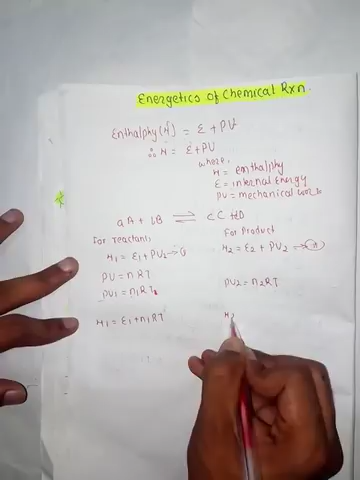 Energetics of Chemical Rxn.
Enthalphy(H) = E + PV
∴ H = E+PV
where,
H = enthalphy
E = internal Energy
PV = mechanical work
aA + bB ⇌ cC + dD
For reactant,
For Product
H1 = E1 + PV1 → ①
H2 = E2 + PV2 → ②
PV = nRT
PV1 = n1RT
PV2 = n2RT
H1 = E1 + n1RT
H2